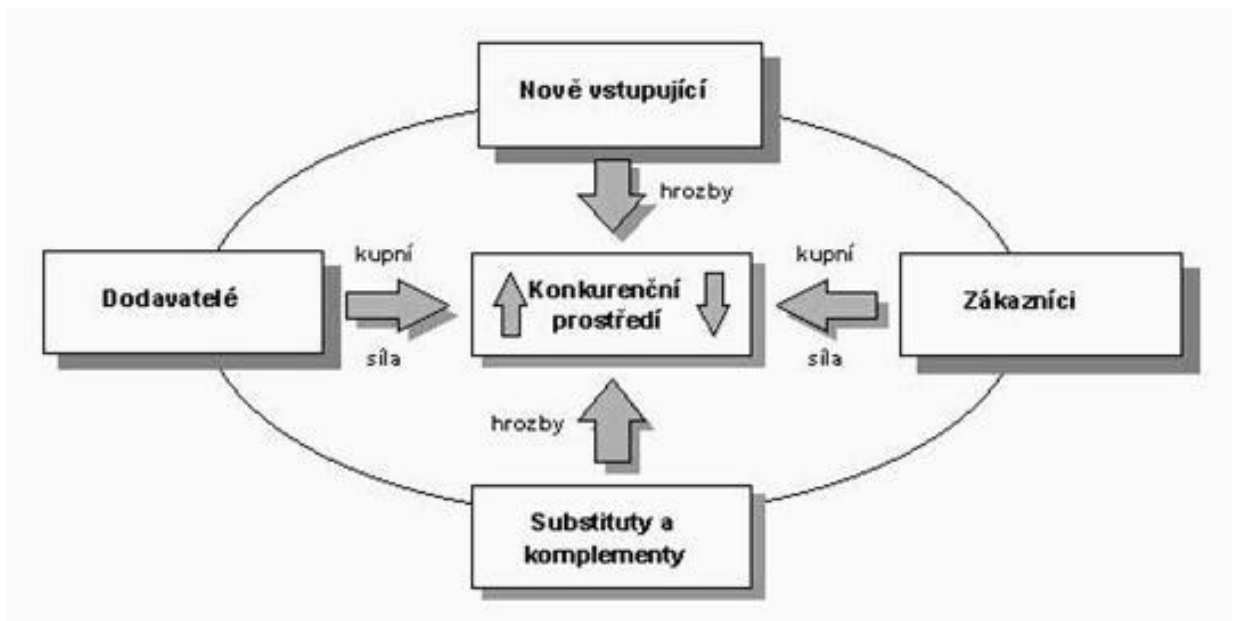 Nově vstupující
hrozby
kupní
síla
Dodavatelé
Konkurenční
prostředí
kupní
síla
Zákazníci
hrozby
Substituty a
komplementy